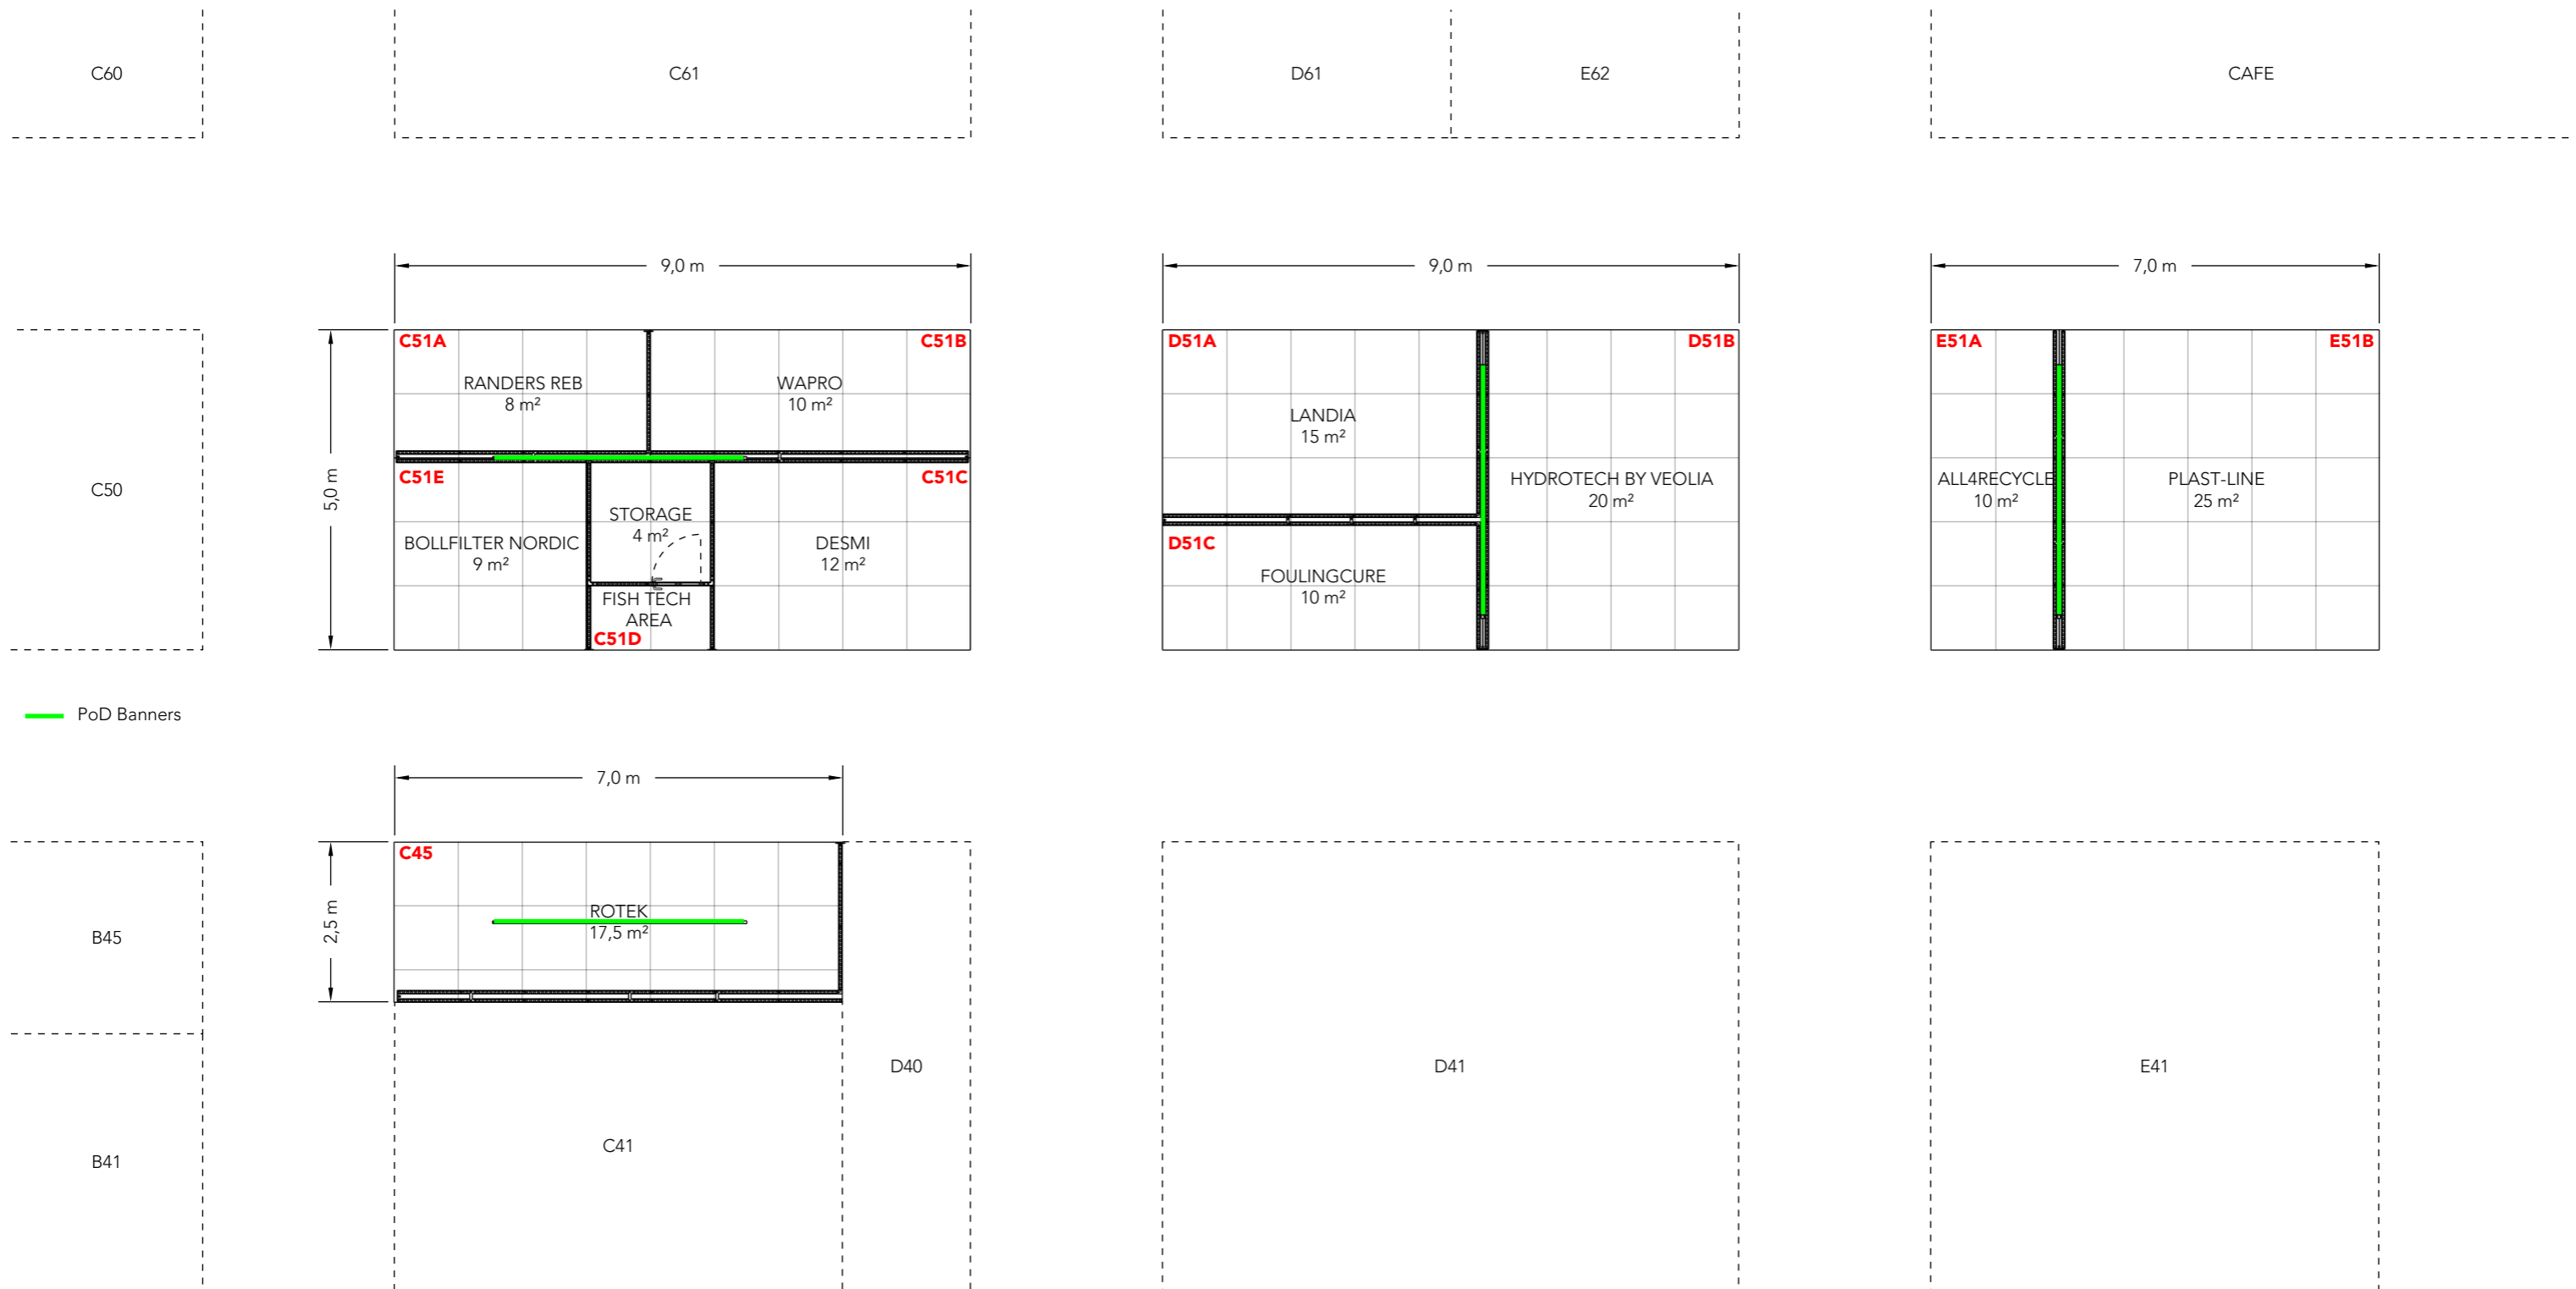 C60
C61
D61
E62
CAFE
9,0 m
9,0 m
7,0 m
C50
5,0 m
C51A
C51B
RANDERS REB
8 m²
WAPRO
10 m²
C51E
C51C
STORAGE
4 m²
BOLLFILTER NORDIC
9 m²
DESMI
12 m²
FISH TECH
AREA
C51D
D51A
D51B
LANDIA
15 m²
HYDROTECH BY VEOLIA
20 m²
D51C
FOULINGCURE
10 m²
E51A
E51B
ALL4RECYCLE
10 m²
PLAST-LINE
25 m²
PoD Banners
7,0 m
2,5 m
C45
ROTEK
17,5 m²
B45
B41
C41
D40
D41
E41